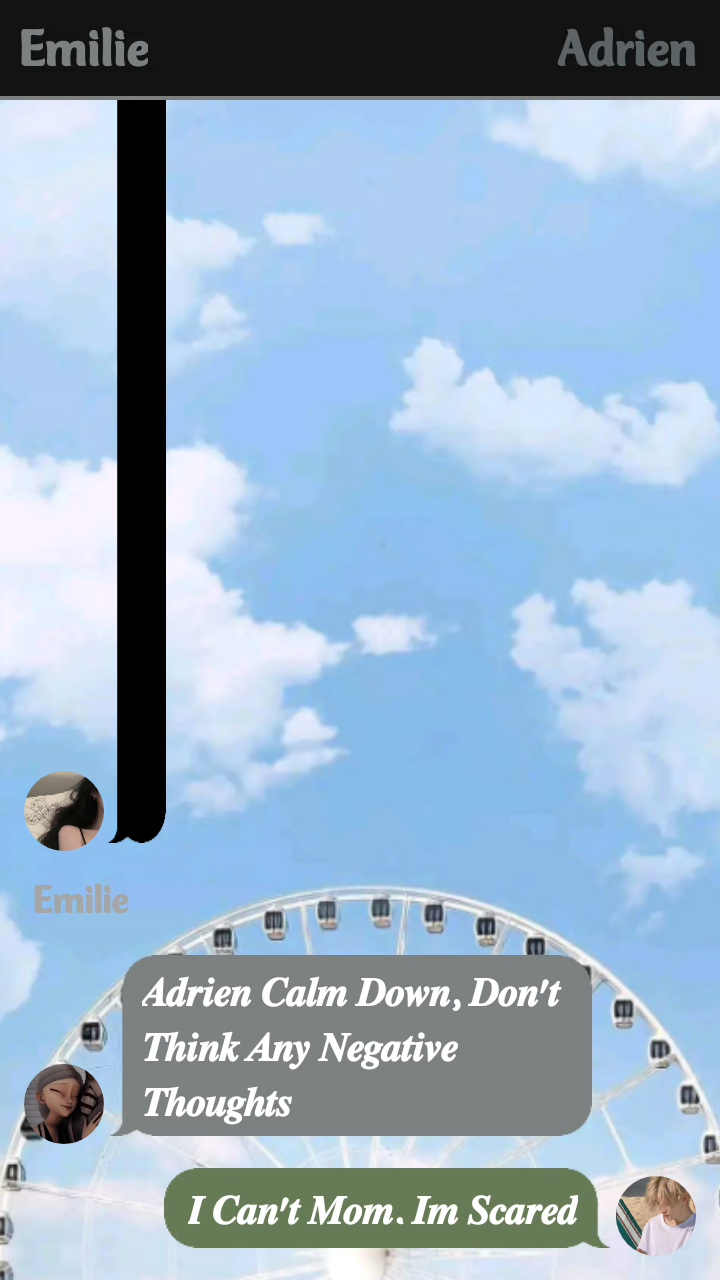 Emilie
Adrien
Emilie
Adrien Calm Down, Don't
Think Any Negative
Thoughts
I Can't Mom. Im Scared